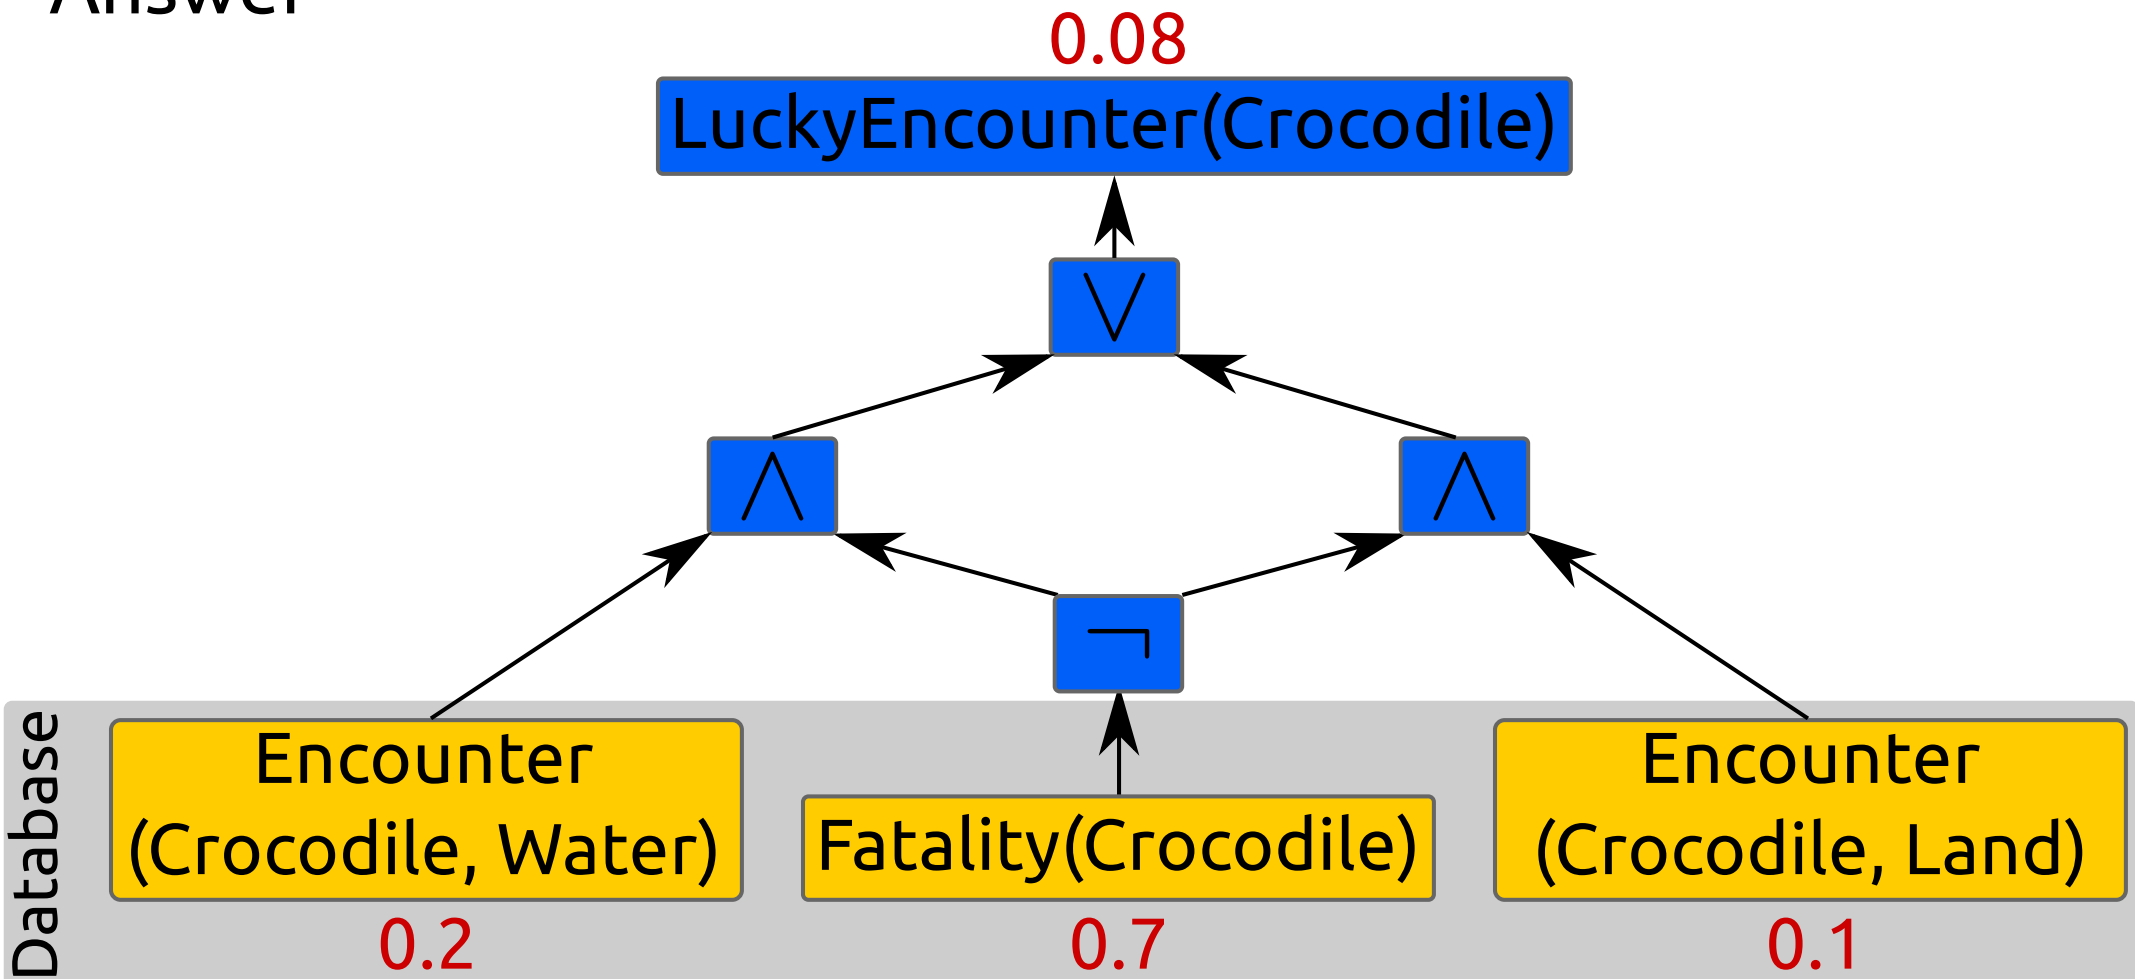 Answer
0.08
LuckyEncounter(Crocodile)
∨
∧ ∧
¬
Database
Encounter
(Crocodile, Water)
0.2
Fatality(Crocodile)
0.7
Encounter
(Crocodile, Land)
0.1